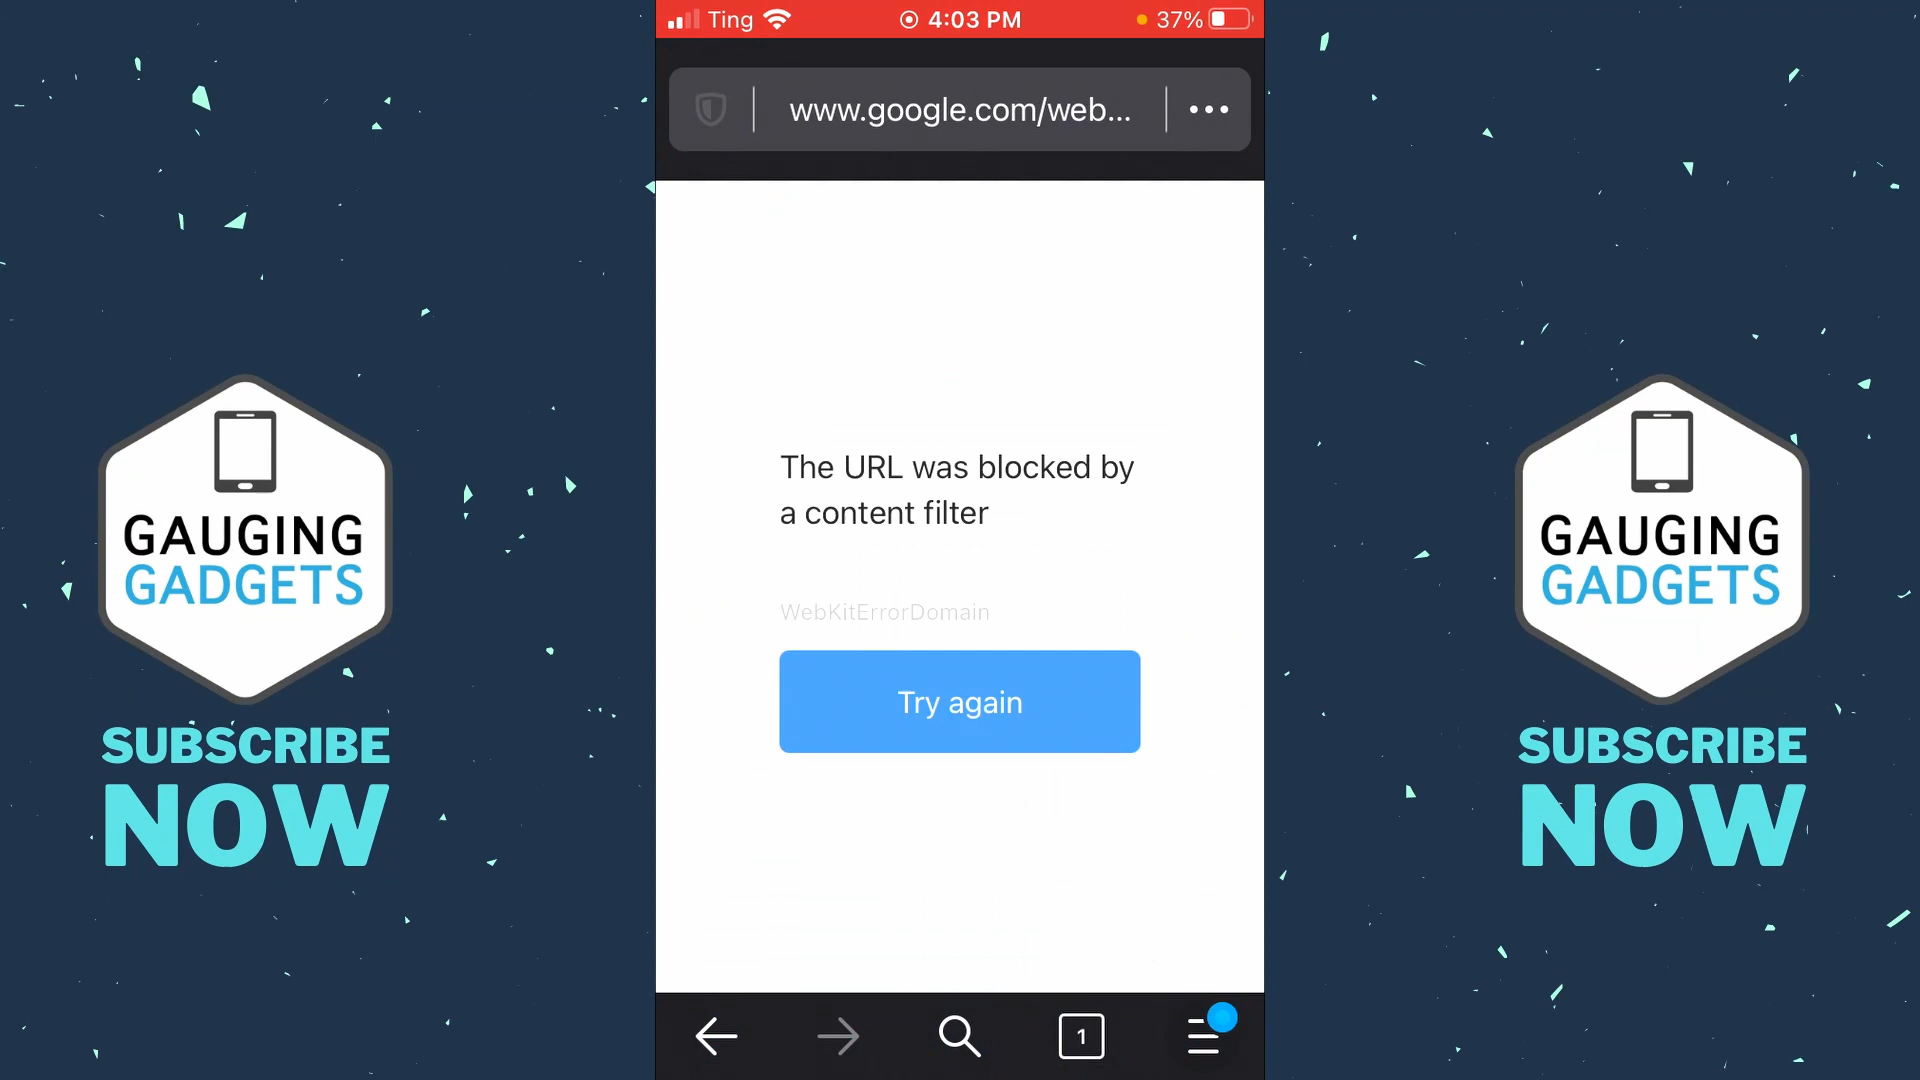 Ting
4:03 PM
37%
www.google.com/web...
The URL was blocked by
a content filter
WebKitErrorDomain
Try again
1
GAUGING
GADGETS
SUBSCRIBE
NOW
GAUGING
GADGETS
SUBSCRIBE
NOW